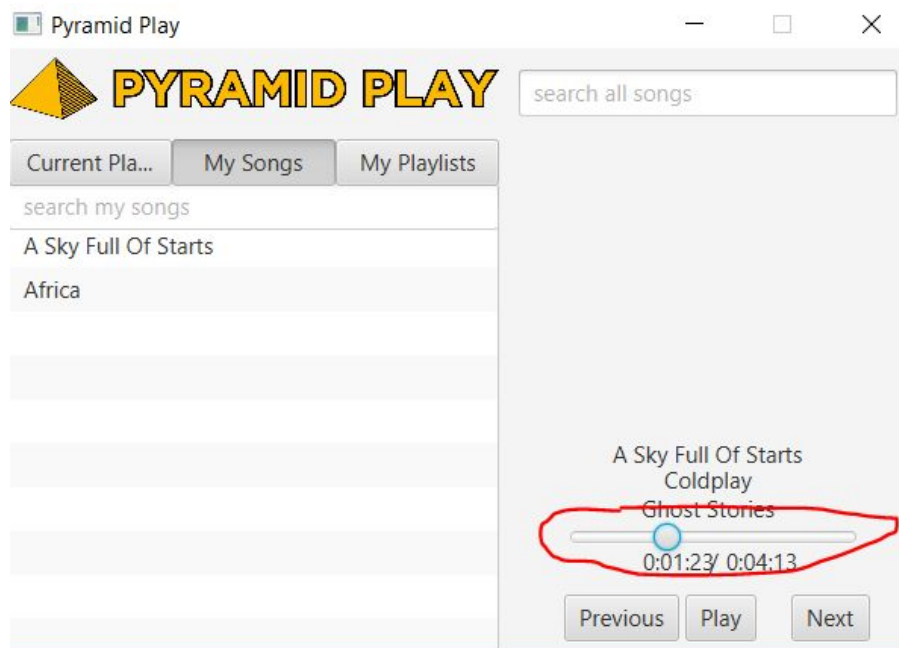 Pyramid Play
PYRAMID PLAY
search all songs
Current Pla... My Songs My Playlists
search my songs
A Sky Full Of Starts
Africa
A Sky Full Of Starts
Coldplay
Ghost Stories
0:01:23/ 0:04:13
Previous Play Next